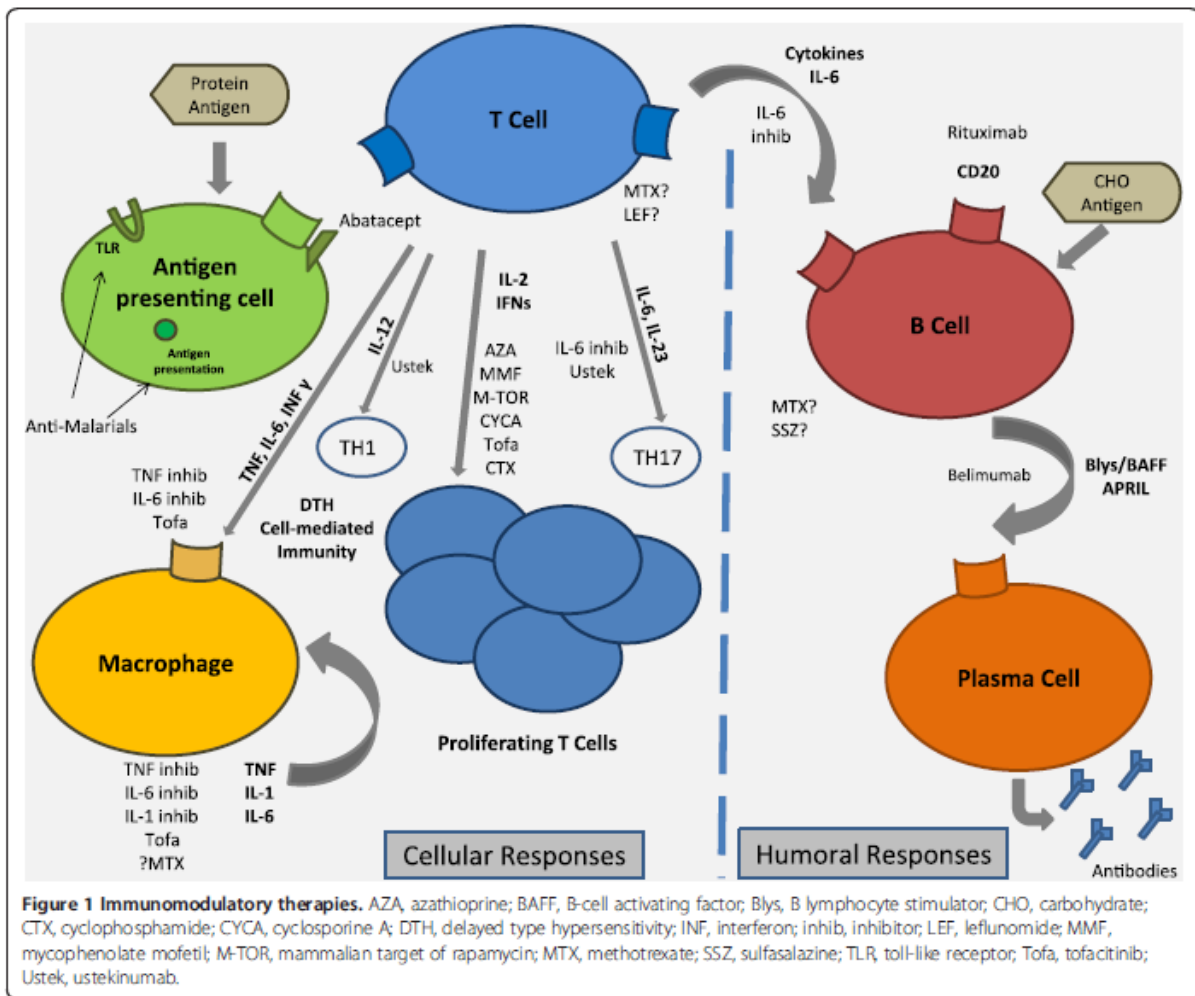 Protein
Antigen
T Cell
Cytokines
IL-6
IL-6
inhib
Rituximab
CD20
CHO
Antigen
MTX?
LEF?
Abatacept
TLR
Antigen
presenting cell
Antigen
presentation
Anti-Malarials
IL-2
IFNs
IL-12
Ustek
IL-6, IL-23
IL-6 inhib
Ustek
B Cell
AZA
MMF
M-TOR
CYCA
Tofa
CTX
TNF, IL-6, INF γ
TH1
TH17
MTX?
SSZ?
TNF inhib
IL-6 inhib
Tofa
DTH
Cell-mediated
Immunity
Belimumab
Blys/BAFF
APRIL
Macrophage
Plasma Cell
Proliferating T Cells
TNF inhib
IL-6 inhib
IL-1 inhib
Tofa
?MTX
TNF
IL-1
IL-6
Cellular Responses
Humoral Responses
Antibodies
Figure 1 Immunomodulatory therapies. AZA, azathioprine; BAFF, B-cell activating factor; Blys, B lymphocyte stimulator; CHO, carbohydrate;
CTX, cyclophosphamide; CYCA, cyclosporine A; DTH, delayed type hypersensitivity; INF, interferon; inhib, inhibitor; LEF, leflunomide; MMF,
mycophenolate mofetil; M-TOR, mammalian target of rapamycin; MTX, methotrexate; SSZ, sulfasalazine; TLR, toll-like receptor; Tofa, tofacitinib;
Ustek, ustekinumab.